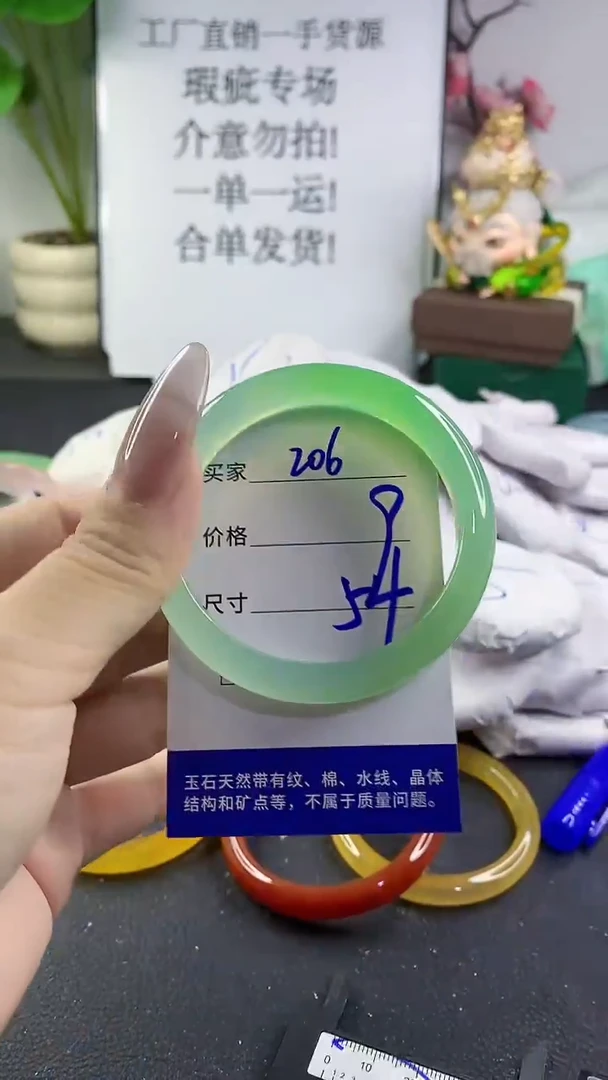 工厂直销一手货源
瑕疵专场
介意勿拍!
一单一运!
合单发货!
买家 206
价格
尺寸 54
玉石天然带有纹、棉、水线、晶体
结构和矿点等，不属于质量问题。
0 10